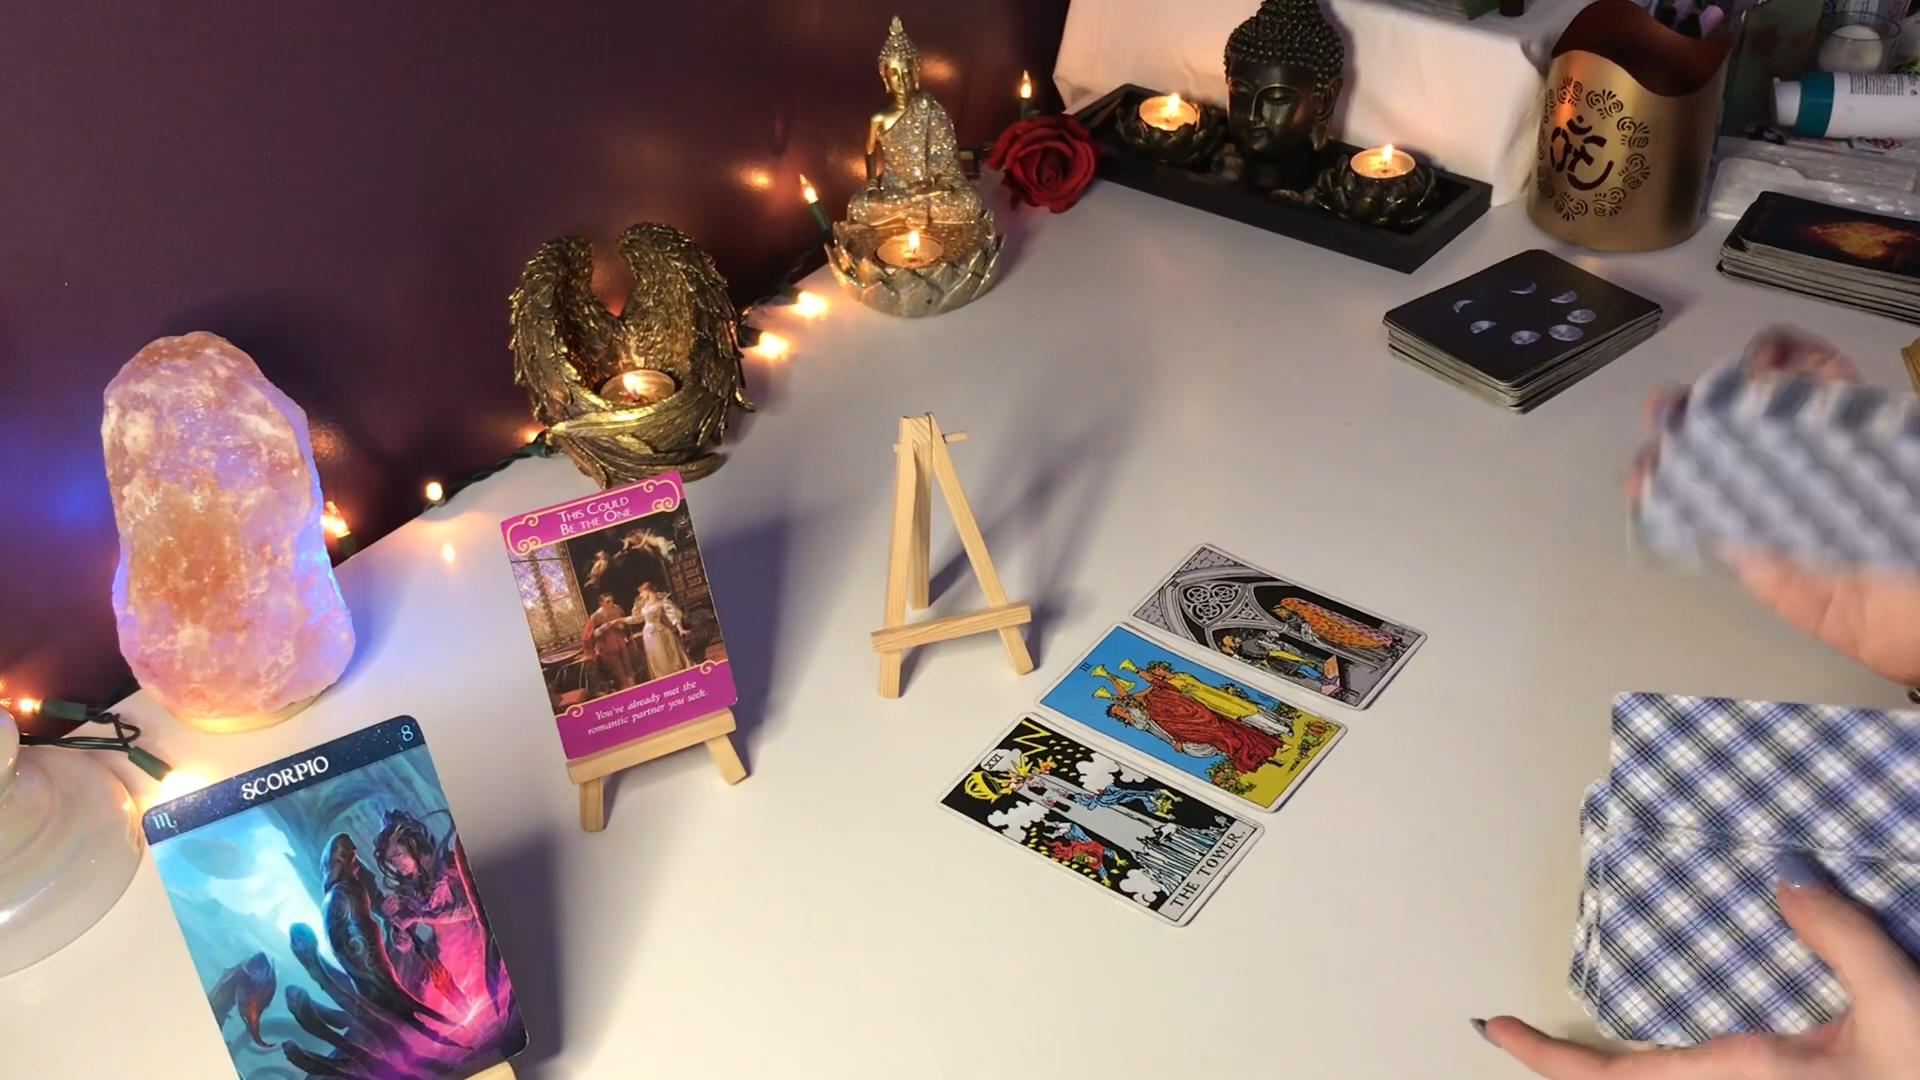 THIS COULD
BE THE ONE
You've already met the
romantic partner you seek.
8
SCORPIO
♏
III
XVI
THE TOWER.
ॐ